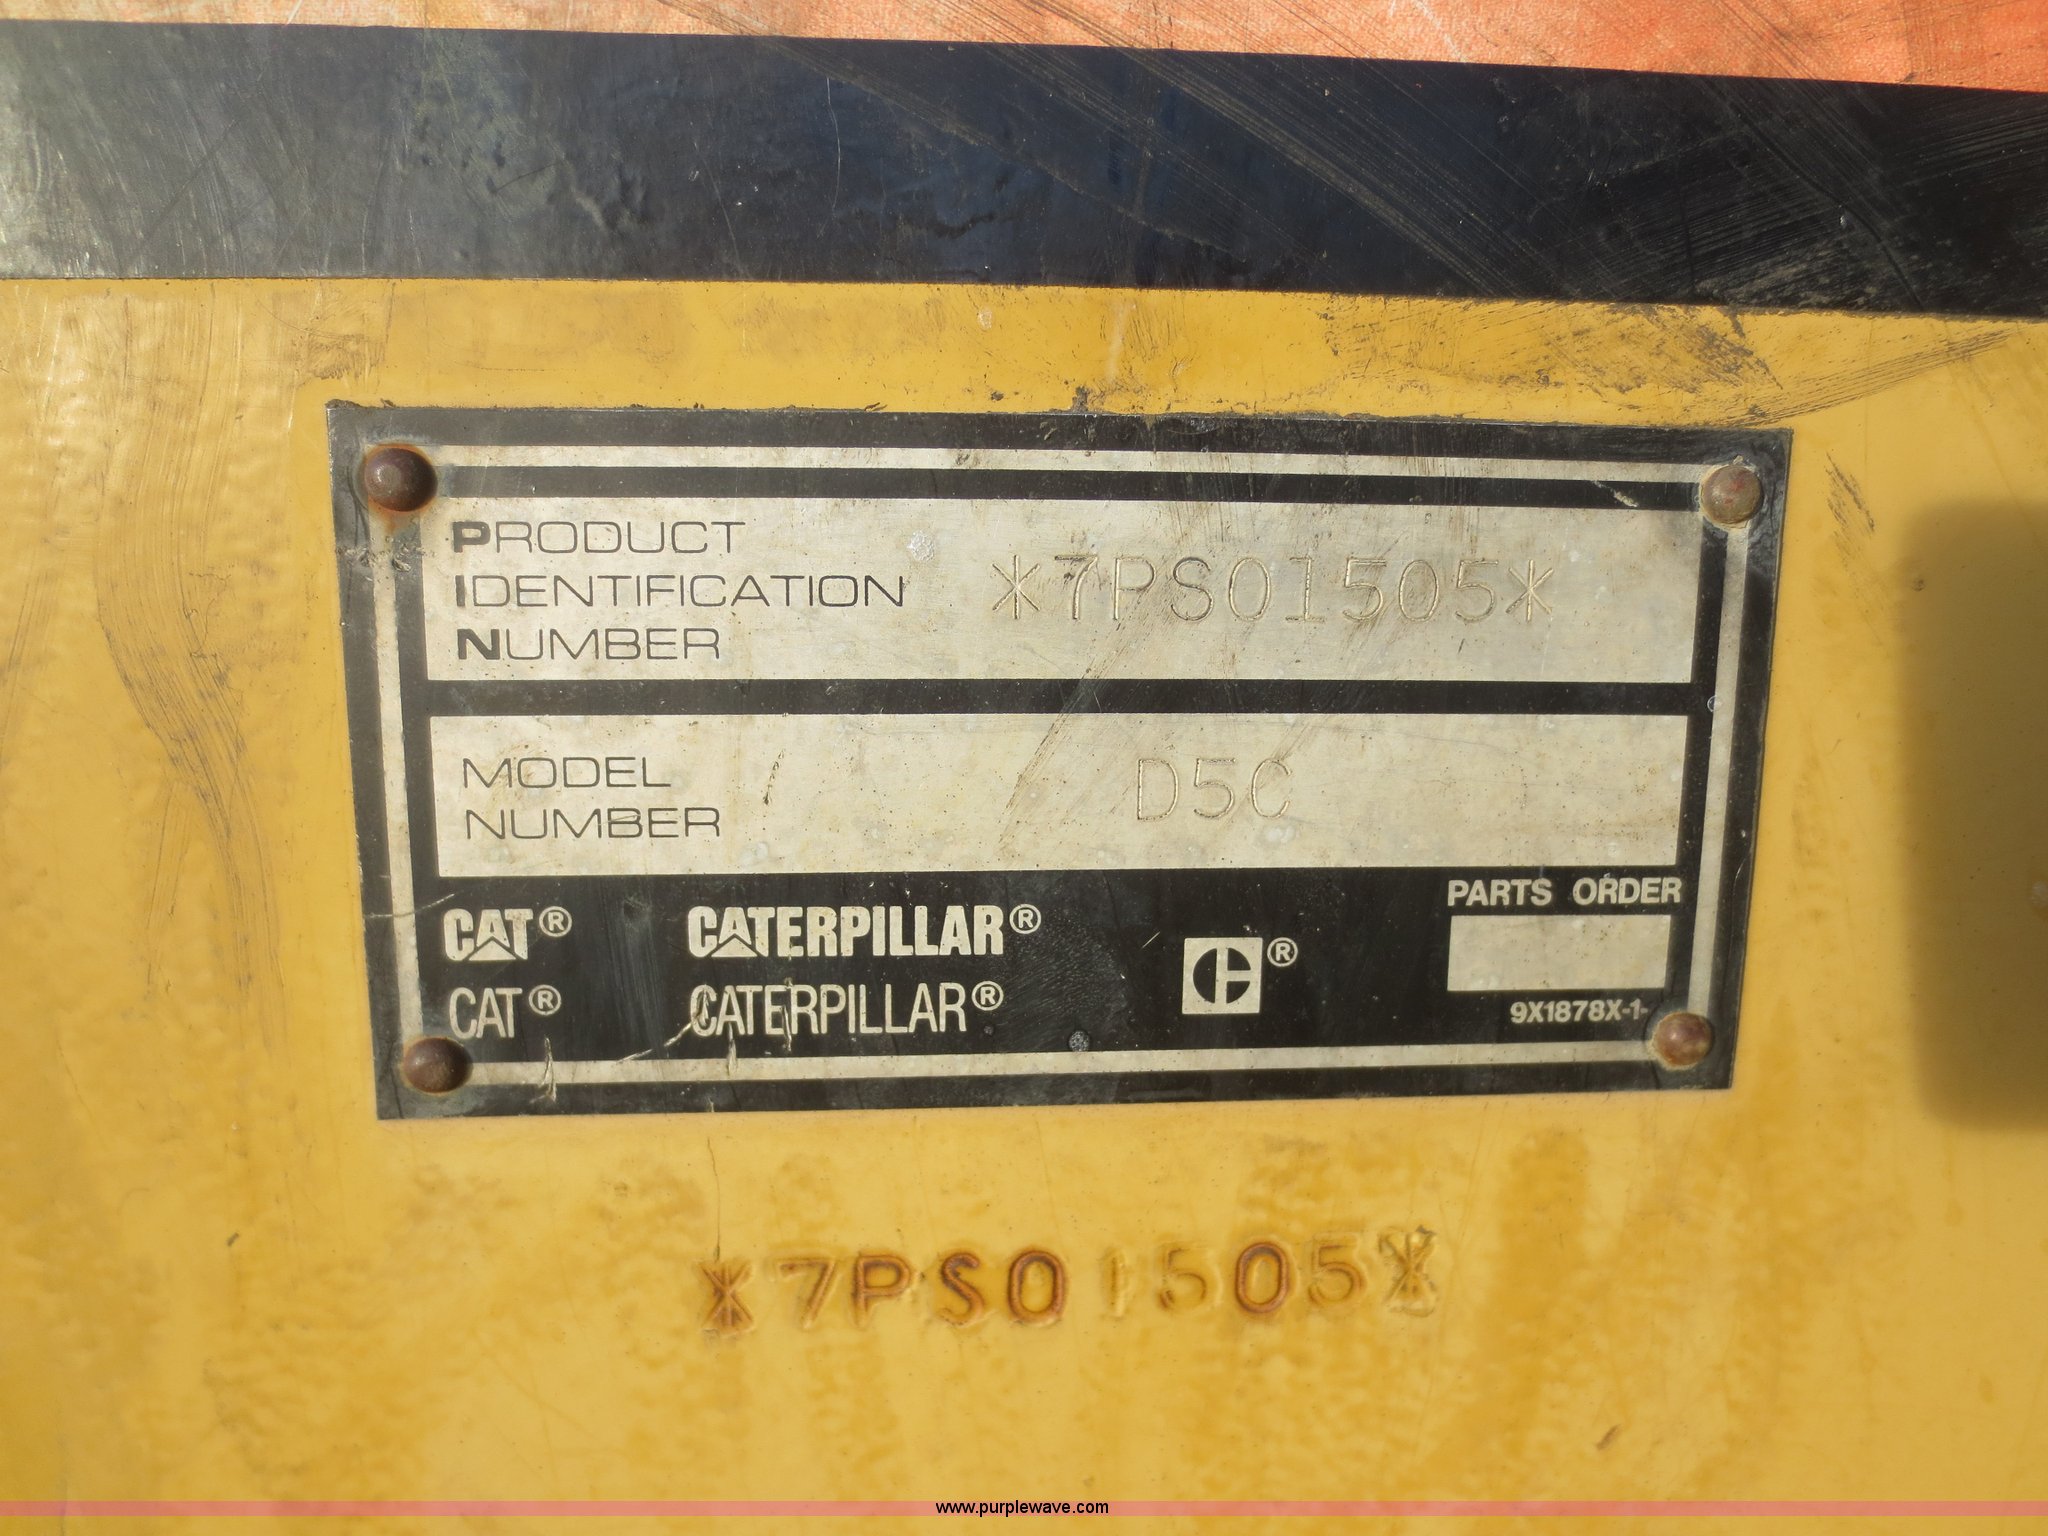 PRODUCT
IDENTIFICATION *7PS01505*
NUMBER
MODEL
NUMBER D5C
PARTS ORDER
CAT® CATERPILLAR® ®
CAT® CATERPILLAR®
9X1878X-1-
*7PS01505*
www.purplewave.com